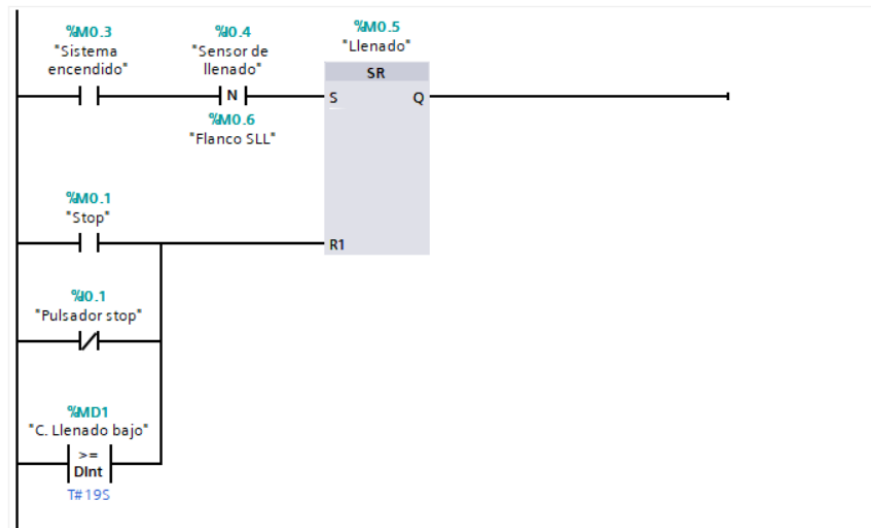 %M0.3
"Sistema
encendido"
%I0.4
"Sensor de
llenado"
N
%M0.6
"Flanco SLL"
%M0.5
"Llenado"
SR
S
Q
%M0.1
"Stop"
R1
%I0.1
"Pulsador stop"
%MD1
"C. Llenado bajo"
>=
DInt
T#19S